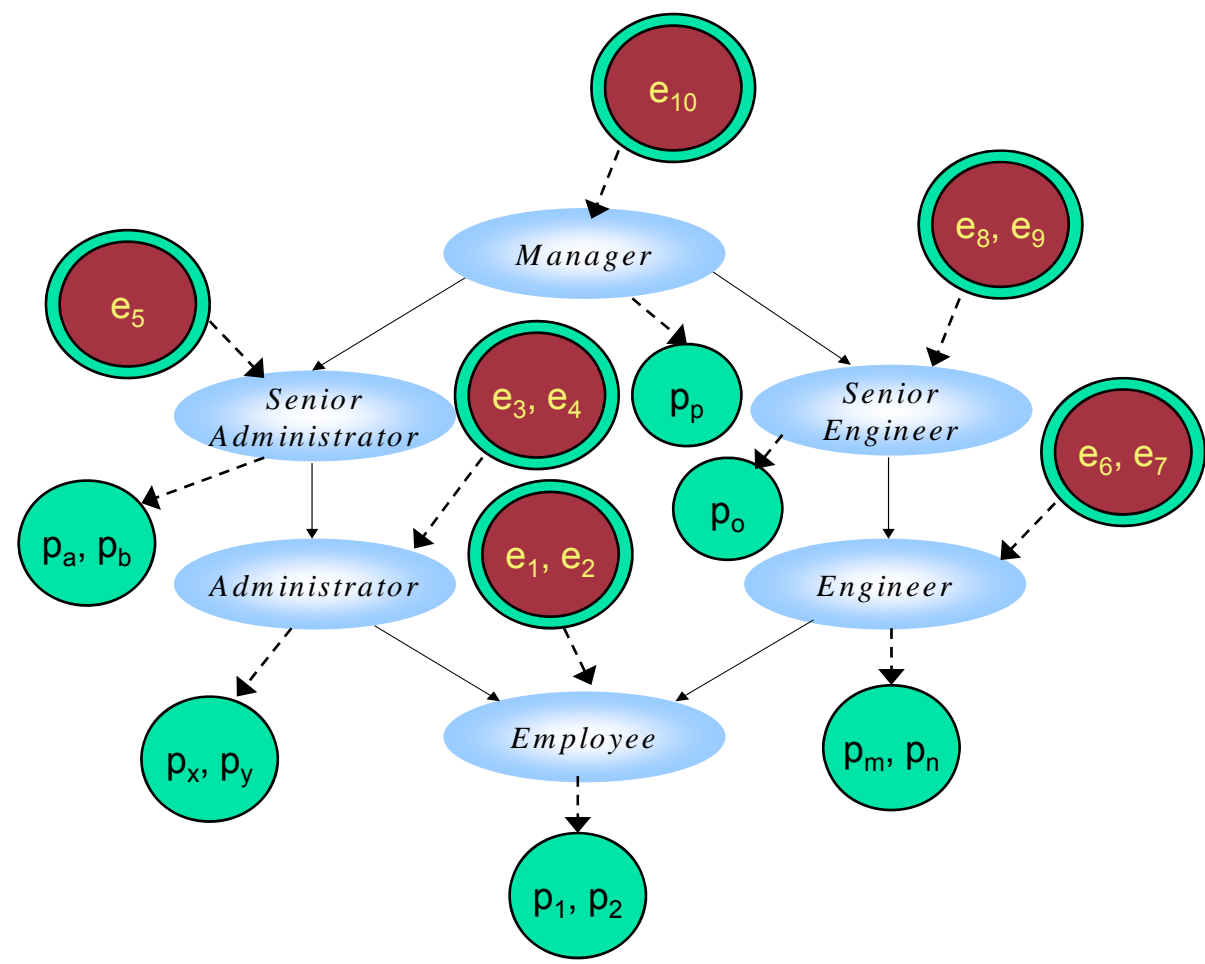 e10
Manager
e8, e9
e5
Senior
Administrator
e3, e4
pp
Senior
Engineer
e6, e7
po
pa, pb
e1, e2
Administrator
Engineer
px, py
Employee
pm, pn
p1, p2